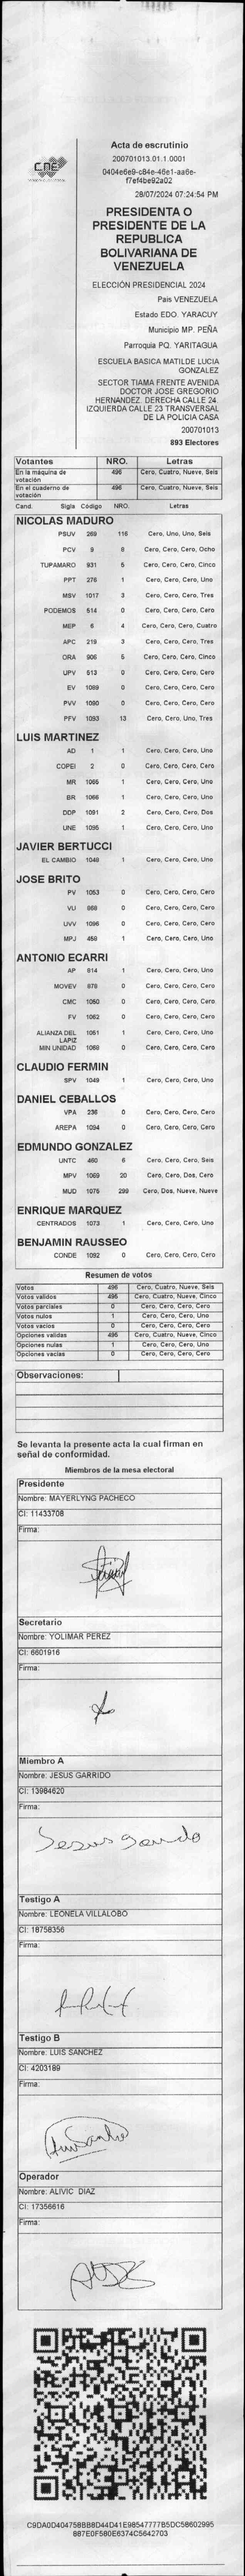 CNE
Acta de escrutinio
200701013.01.1.0001
0404e6e9-c84e-46e1-aa6e-
f7ef4be92a02
28/07/2024 07:24:54 PM
PRESIDENTA O
PRESIDENTE DE LA
REPUBLICA
BOLIVARIANA DE
VENEZUELA
ELECCIÓN PRESIDENCIAL 2024
Pais VENEZUELA
Estado EDO. YARACUY
Municipio MP. PEÑA
Parroquia PQ. YARITAGUA
ESCUELA BASICA MATILDE LUCIA
GONZALEZ
SECTOR TIAMA FRENTE AVENIDA
DOCTOR JOSE GREGORIO
HERNANDEZ. DERECHA CALLE 24.
IZQUIERDA CALLE 23 TRANSVERSAL
DE LA POLICIA CASA
200701013
893 Electores
Votantes NRO. Letras
En la máquina de votación 496 Cero, Cuatro, Nueve, Seis
En el cuaderno de votación 496 Cero, Cuatro, Nueve, Seis
Cand. Sigla Código NRO. Letras
NICOLAS MADURO
PSUV 269 116 Cero, Uno, Uno, Seis
PCV 9 8 Cero, Cero, Cero, Ocho
TUPAMARO 931 5 Cero, Cero, Cero, Cinco
PPT 276 1 Cero, Cero, Cero, Uno
MSV 1017 3 Cero, Cero, Cero, Tres
PODEMOS 514 0 Cero, Cero, Cero, Cero
MEP 6 4 Cero, Cero, Cero, Cuatro
APC 219 3 Cero, Cero, Cero, Tres
ORA 906 5 Cero, Cero, Cero, Cinco
UPV 513 0 Cero, Cero, Cero, Cero
EV 1089 0 Cero, Cero, Cero, Cero
PVV 1090 0 Cero, Cero, Cero, Cero
PFV 1093 13 Cero, Cero, Uno, Tres
LUIS MARTINEZ
AD 1 1 Cero, Cero, Cero, Uno
COPEI 2 0 Cero, Cero, Cero, Cero
MR 1065 1 Cero, Cero, Cero, Uno
BR 1066 1 Cero, Cero, Cero, Uno
DDP 1091 2 Cero, Cero, Cero, Dos
UNE 1095 1 Cero, Cero, Cero, Uno
JAVIER BERTUCCI
EL CAMBIO 1048 1 Cero, Cero, Cero, Uno
JOSE BRITO
PV 1053 0 Cero, Cero, Cero, Cero
VU 868 0 Cero, Cero, Cero, Cero
UVV 1096 0 Cero, Cero, Cero, Cero
MPJ 458 1 Cero, Cero, Cero, Uno
ANTONIO ECARRI
AP 814 1 Cero, Cero, Cero, Uno
MOVEV 878 0 Cero, Cero, Cero, Cero
CMC 1050 0 Cero, Cero, Cero, Cero
FV 1062 0 Cero, Cero, Cero, Cero
ALIANZA DEL LAPIZ 1051 1 Cero, Cero, Cero, Uno
MIN UNIDAD 1068 0 Cero, Cero, Cero, Cero
CLAUDIO FERMIN
SPV 1049 1 Cero, Cero, Cero, Uno
DANIEL CEBALLOS
VPA 236 0 Cero, Cero, Cero, Cero
AREPA 1094 0 Cero, Cero, Cero, Cero
EDMUNDO GONZALEZ
UNTC 460 6 Cero, Cero, Cero, Seis
MPV 1069 20 Cero, Cero, Dos, Cero
MUD 1075 299 Cero, Dos, Nueve, Nueve
ENRIQUE MARQUEZ
CENTRADOS 1073 1 Cero, Cero, Cero, Uno
BENJAMIN RAUSSEO
CONDE 1092 0 Cero, Cero, Cero, Cero
Resumen de votos
Votos 496 Cero, Cuatro, Nueve, Seis
Votos validos 495 Cero, Cuatro, Nueve, Cinco
Votos parciales 0 Cero, Cero, Cero, Cero
Votos nulos 1 Cero, Cero, Cero, Uno
Votos vacios 0 Cero, Cero, Cero, Cero
Opciones validas 495 Cero, Cuatro, Nueve, Cinco
Opciones nulas 1 Cero, Cero, Cero, Uno
Opciones vacias 0 Cero, Cero, Cero, Cero
Observaciones:
Se levanta la presente acta la cual firman en
señal de conformidad.
Miembros de la mesa electoral
Presidente
Nombre: MAYERLYNG PACHECO
CI: 11433708
Firma:
Secretario
Nombre: YOLIMAR PEREZ
CI: 6601916
Firma:
Miembro A
Nombre: JESUS GARRIDO
CI: 13984620
Firma:
Jesus Garrido
Testigo A
Nombre: LEONELA VILLALOBO
CI: 18758356
Firma:
Testigo B
Nombre: LUIS SANCHEZ
CI: 4203189
Firma:
Operador
Nombre: ALIVIC DIAZ
CI: 17356616
Firma:
C9DA0D404758BB8D44D41E98547777B5DC58602995
887E0F580E6374C5642703